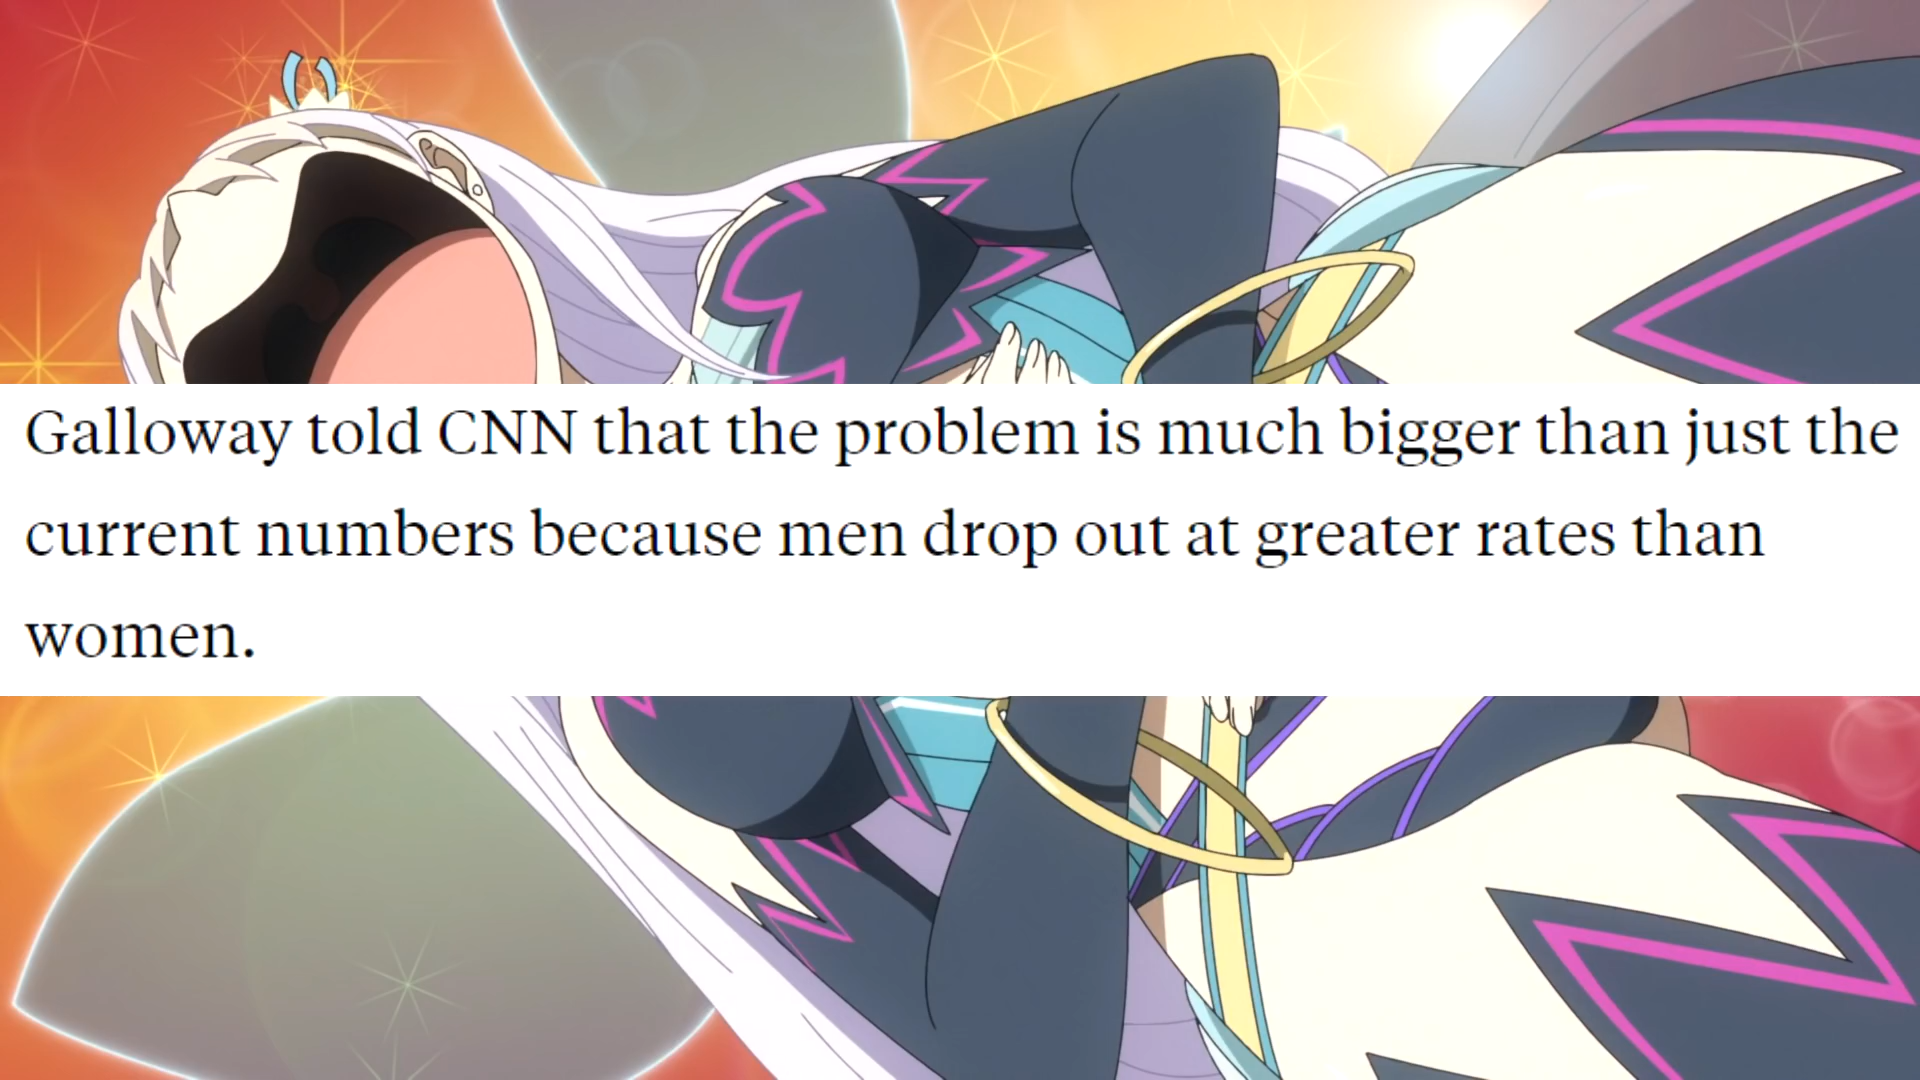 Galloway told CNN that the problem is much bigger than just the
current numbers because men drop out at greater rates than
women.